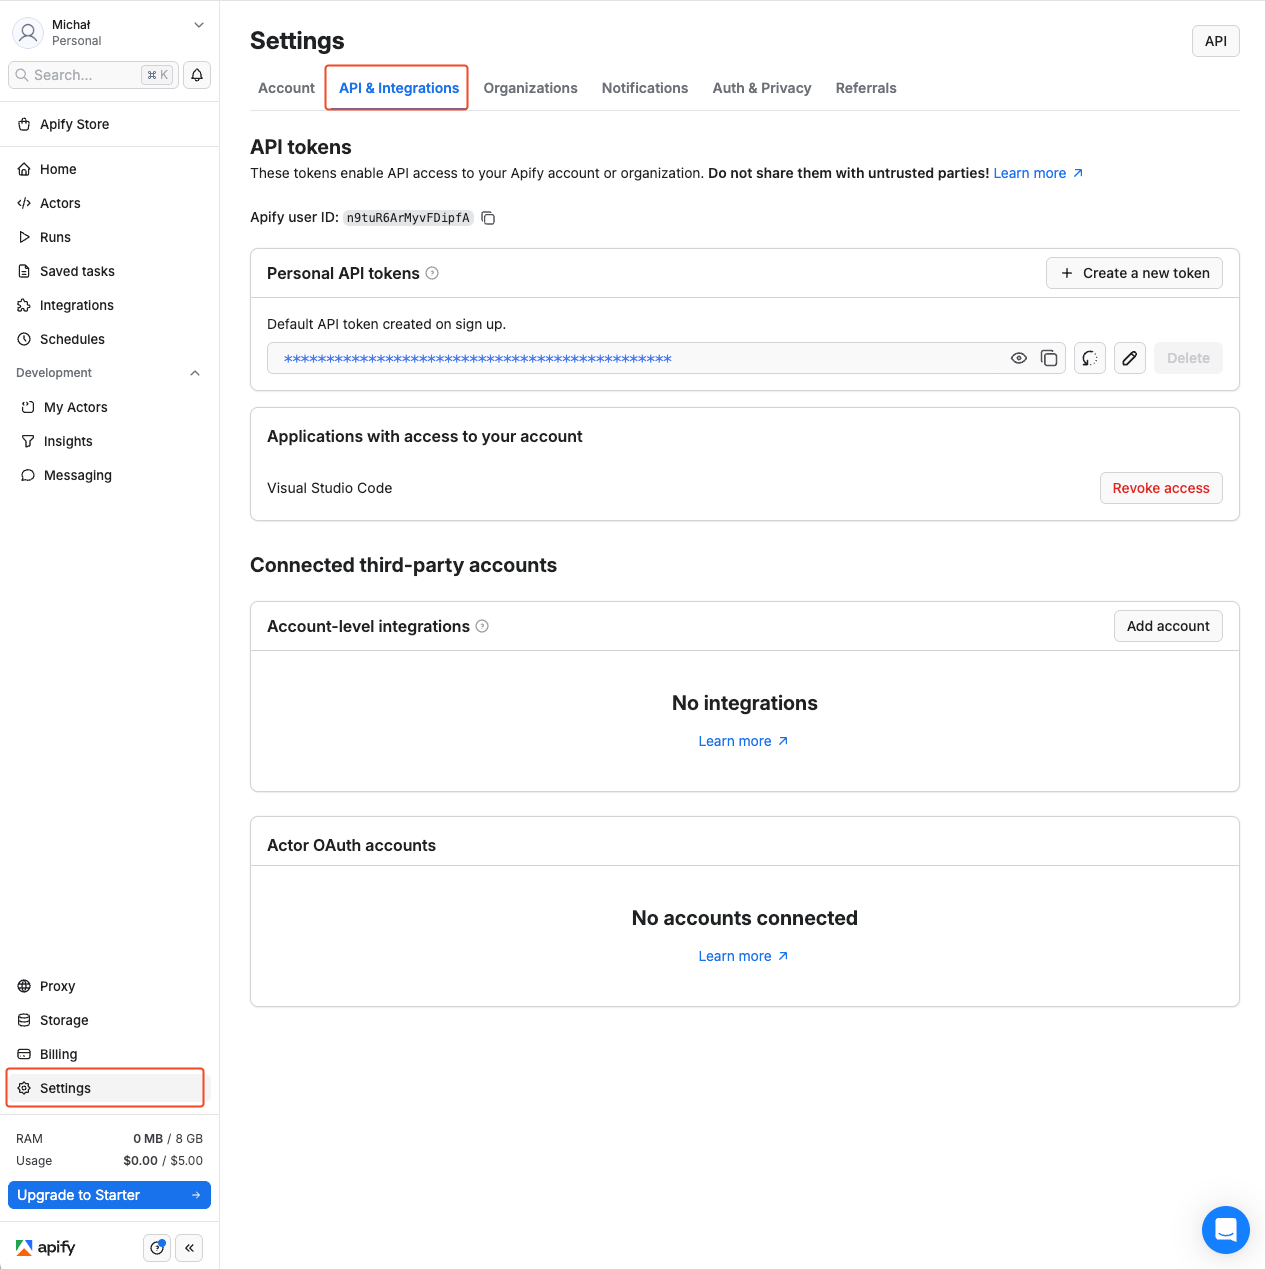 Michał
Personal
Search...
⌘ K
Apify Store
Home
Actors
Runs
Saved tasks
Integrations
Schedules
Development
My Actors
Insights
Messaging
Proxy
Storage
Billing
Settings
RAM 0 MB / 8 GB
Usage $0.00 / $5.00
Upgrade to Starter →
apify
Settings
API
Account API & Integrations Organizations Notifications Auth & Privacy Referrals
API tokens
These tokens enable API access to your Apify account or organization. Do not share them with untrusted parties! Learn more
Apify user ID: n9tuR6ArMyvFDipfA
Personal API tokens
+ Create a new token
Default API token created on sign up.
**********************************************
Delete
Applications with access to your account
Visual Studio Code
Revoke access
Connected third-party accounts
Account-level integrations
Add account
No integrations
Learn more
Actor OAuth accounts
No accounts connected
Learn more